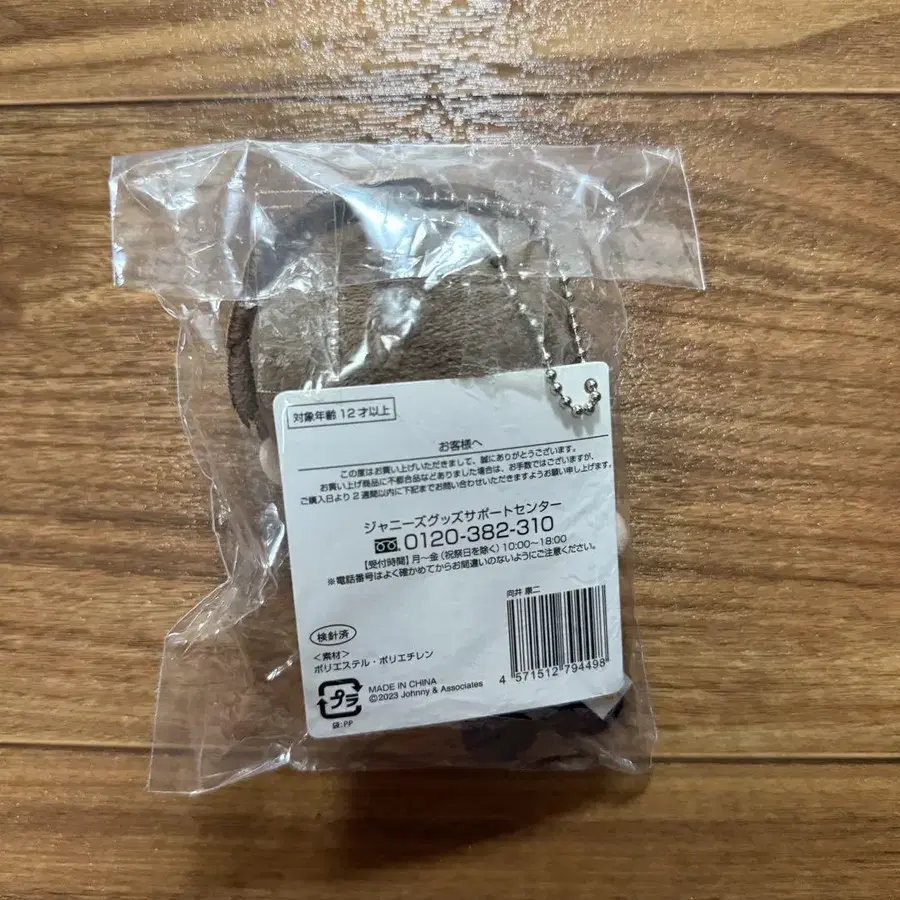 対象年齢12才以上
お客様へ
この度はお買い上げいただきまして、誠にありがとうございます。
お買い上げ商品に不都合品などありました場合は、お手数ではございますが、
ご購入日より2週間以内に下記までお問い合わせいただきますようお願い申し上げます。
ジャニーズグッズサポートセンター
0120-382-310
【受付時間】月〜金(祝祭日を除く)10:00〜18:00
※電話番号はよく確かめてからお間違いのないようにご注意ください。
向井 康二
4 571512 794498
検針済
<素材>
ポリエステル・ポリエチレン
プラ
袋:PP
MADE IN CHINA
©2023 Johnny & Associates